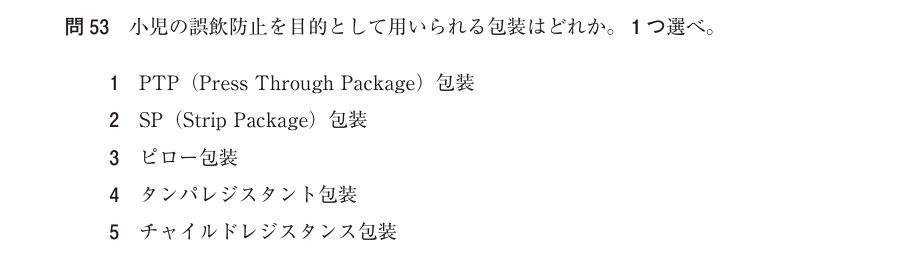 問 53 小児の誤飲防止を目的として用いられる包装はどれか。1つ選べ。
1 PTP（Press Through Package）包装
2 SP（Strip Package）包装
3 ピロー包装
4 タンパレジスタント包装
5 チャイルドレジスタンス包装